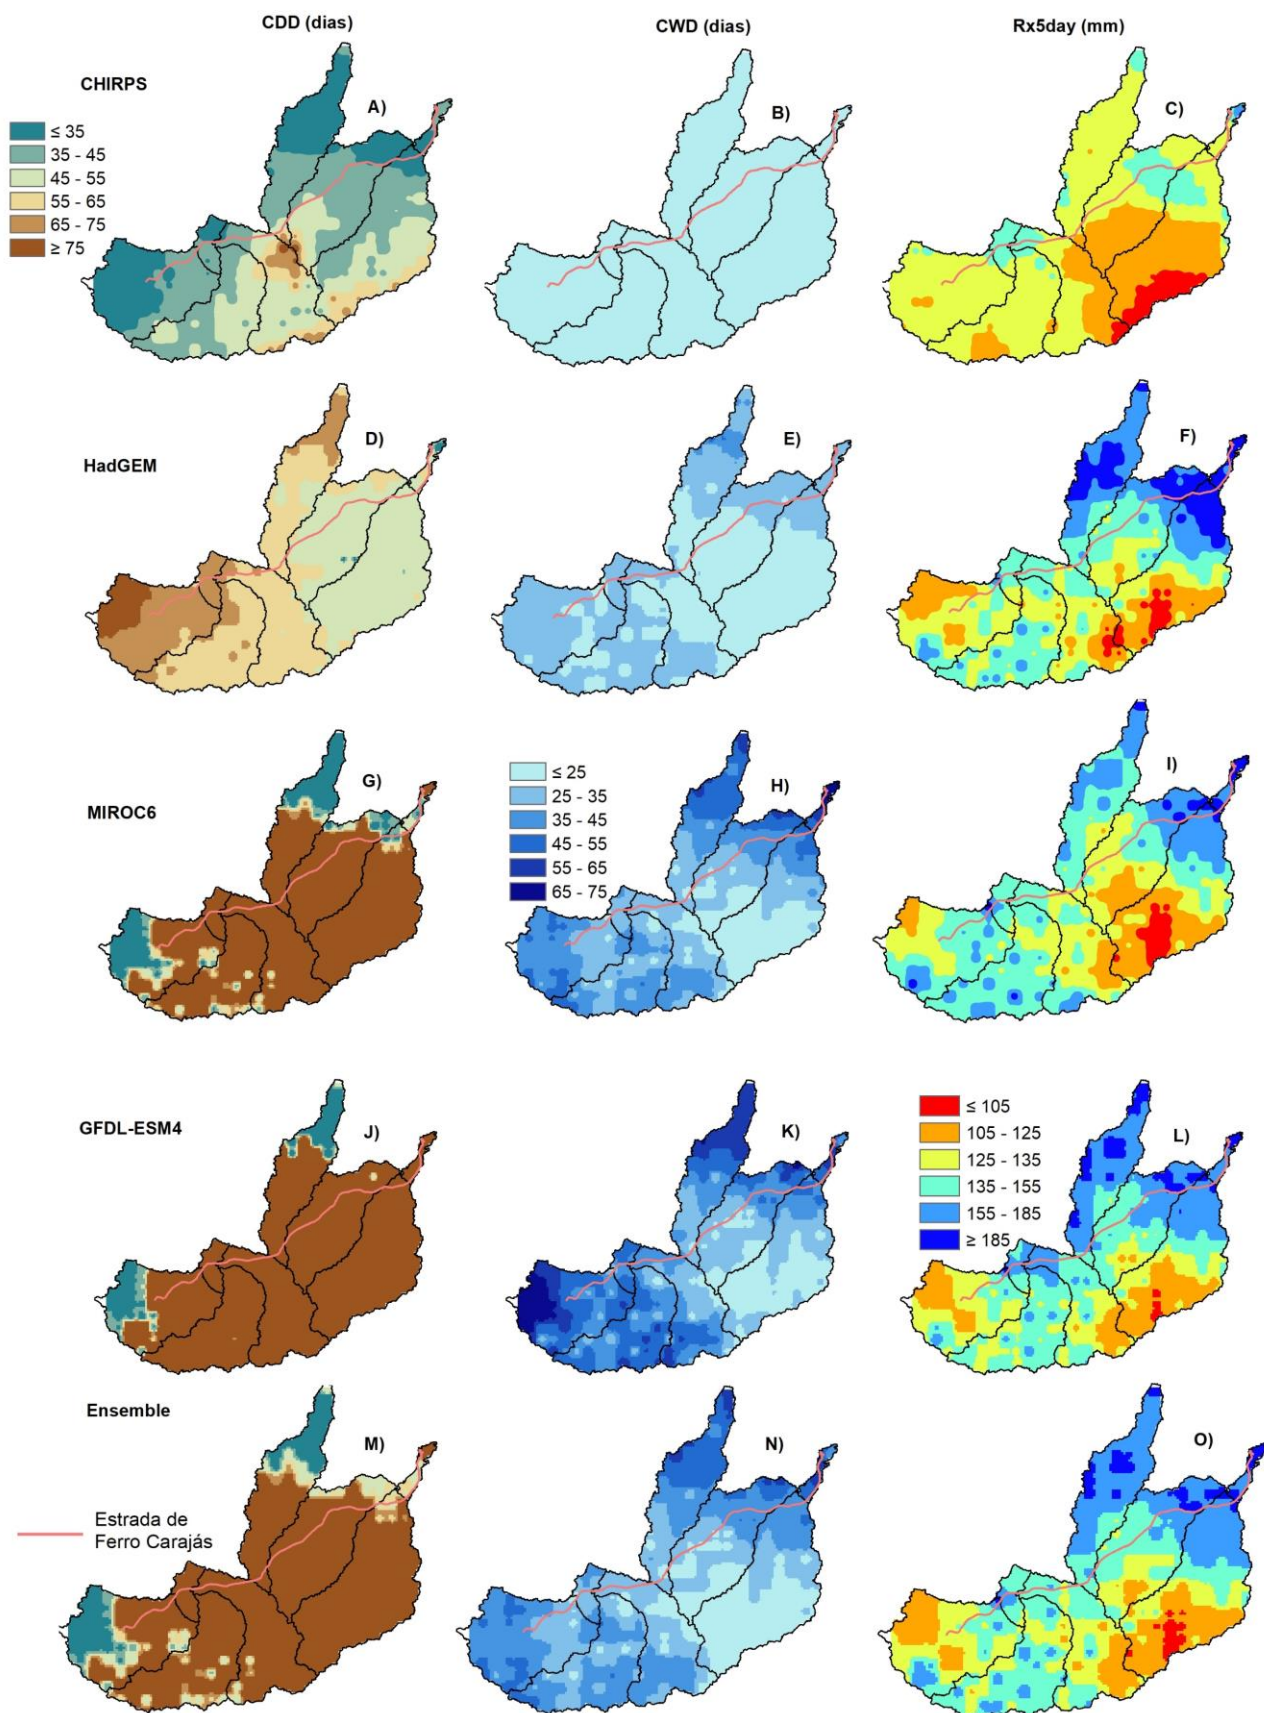 CDD (dias)
CWD (dias)
Rx5day (mm)
CHIRPS
A)
B)
C)
≤ 35
35 - 45
45 - 55
55 - 65
65 - 75
≥ 75
HadGEM
D)
E)
F)
MIROC6
G)
H)
I)
≤ 25
25 - 35
35 - 45
45 - 55
55 - 65
65 - 75
GFDL-ESM4
J)
K)
L)
≤ 105
105 - 125
125 - 135
135 - 155
155 - 185
≥ 185
Ensemble
M)
N)
O)
Estrada de
Ferro Carajás